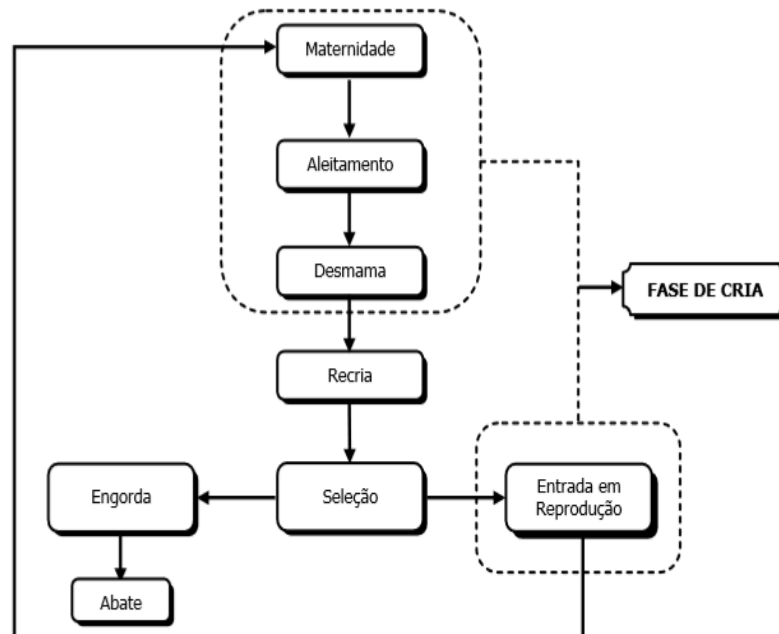 Maternidade
Aleitamento
Desmama
FASE DE CRIA
Recria
Engorda
Seleção
Entrada em
Reprodução
Abate